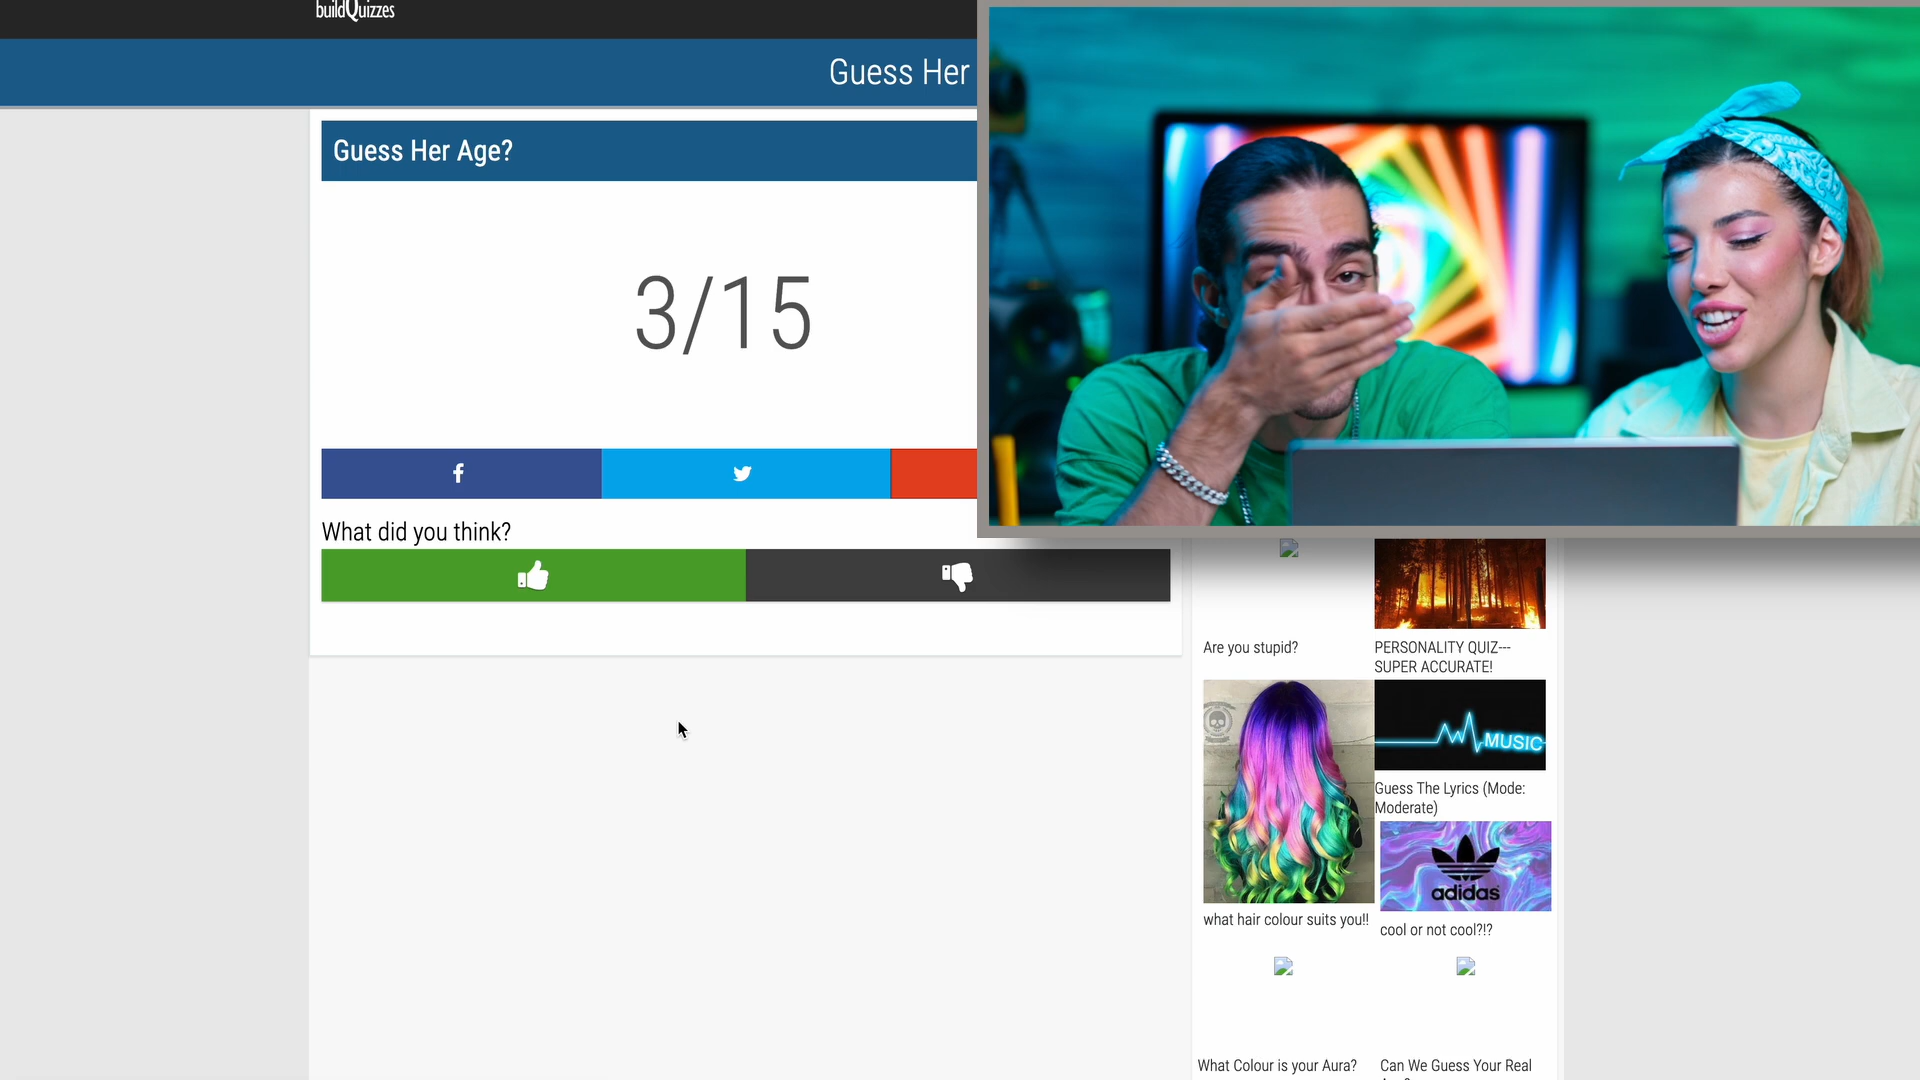 buildQuizzes
Guess Her
Guess Her Age?
3/15
What did you think?
Are you stupid?
PERSONALITY QUIZ---
SUPER ACCURATE!
MUSIC
Guess The Lyrics (Mode:
Moderate)
what hair colour suits you!!
adidas
cool or not cool?!?
What Colour is your Aura?
Can We Guess Your Real